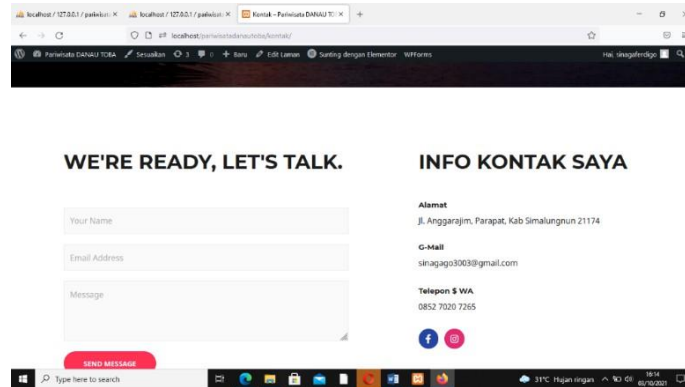 localhost / 127.0.0.1 / pariwisata
localhost / 127.0.0.1 / pariwisata
Kontak – Pariwisata DANAU TO
localhost/pariwisatadanautoba/kontak/
Pariwisata DANAU TOBA Sesuaikan 3 0 + Baru Edit Laman Sunting dengan Elementor WPForms Hai, sinagaferdigo
WE'RE READY, LET'S TALK.
Your Name
Email Address
Message
SEND MESSAGE
INFO KONTAK SAYA
Alamat
Jl. Anggarajim, Parapat, Kab Simalungnun 21174
G-Mail
sinagago3003@gmail.com
Telepon $ WA
0852 7020 7265
Type here to search
31°C Hujan ringan
16:14